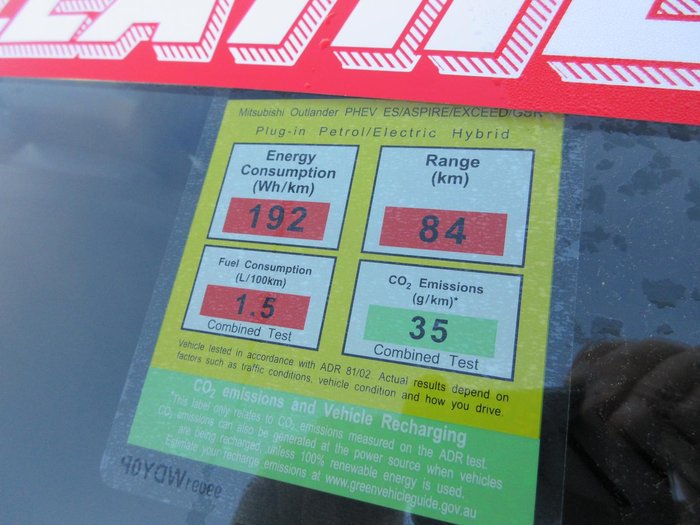 Mitsubishi Outlander PHEV ES/ASPIRE/EXCEED/GSR
Plug-in Petrol/Electric Hybrid
Energy
Consumption
(Wh/km)
192
Range
(km)
84
Fuel Consumption
(L/100km)
1.5
Combined Test
CO₂ Emissions
(g/km)*
35
Combined Test
Vehicle tested in accordance with ADR 81/02. Actual results depend on
factors such as traffic conditions, vehicle condition and how you drive.
CO₂ emissions and Vehicle Recharging
*This label only relates to CO₂ emissions measured on the ADR test.
CO₂ emissions can also be generated at the power source when vehicles
are being recharged, unless 100% renewable energy is used.
Estimate your recharge emissions at www.greenvehicleguide.gov.au